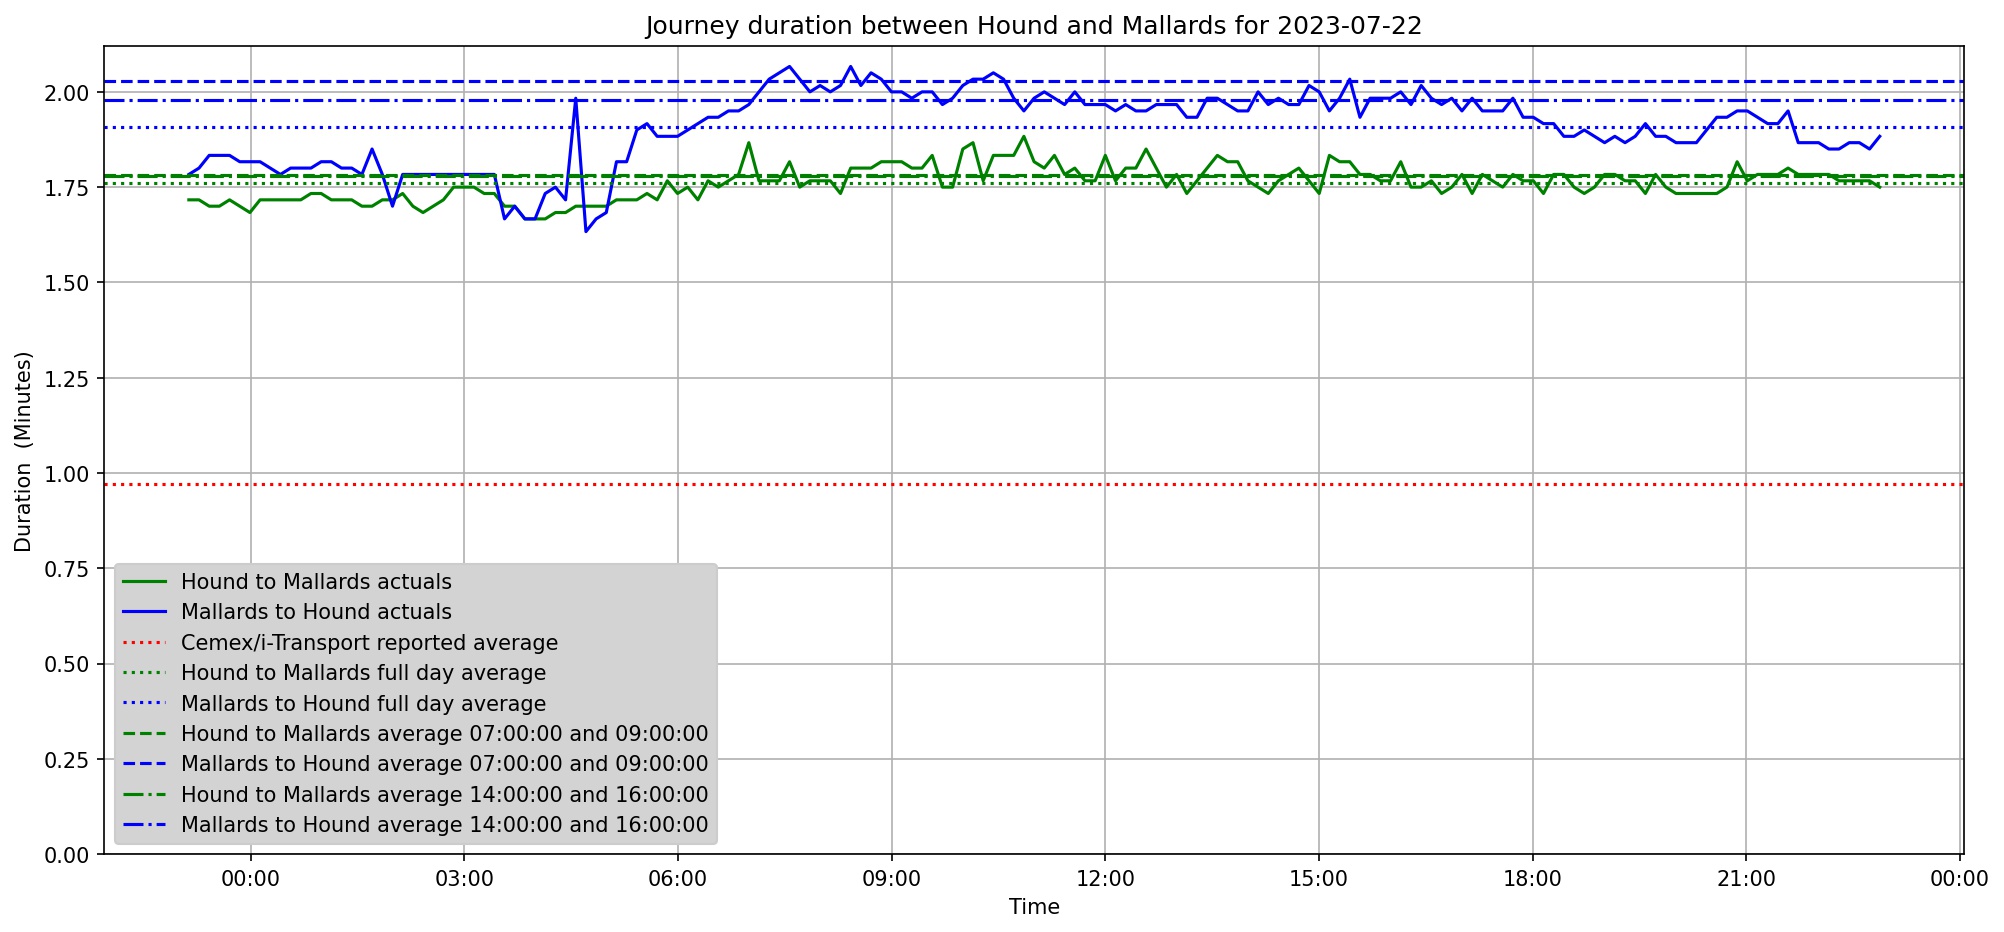 Journey duration between Hound and Mallards for 2023-07-22
Duration (Minutes)
2.00
1.75
1.50
1.25
1.00
0.75
0.50
0.25
0.00
Hound to Mallards actuals
Mallards to Hound actuals
Cemex/i-Transport reported average
Hound to Mallards full day average
Mallards to Hound full day average
Hound to Mallards average 07:00:00 and 09:00:00
Mallards to Hound average 07:00:00 and 09:00:00
Hound to Mallards average 14:00:00 and 16:00:00
Mallards to Hound average 14:00:00 and 16:00:00
00:00 03:00 06:00 09:00 12:00 15:00 18:00 21:00 00:00
Time